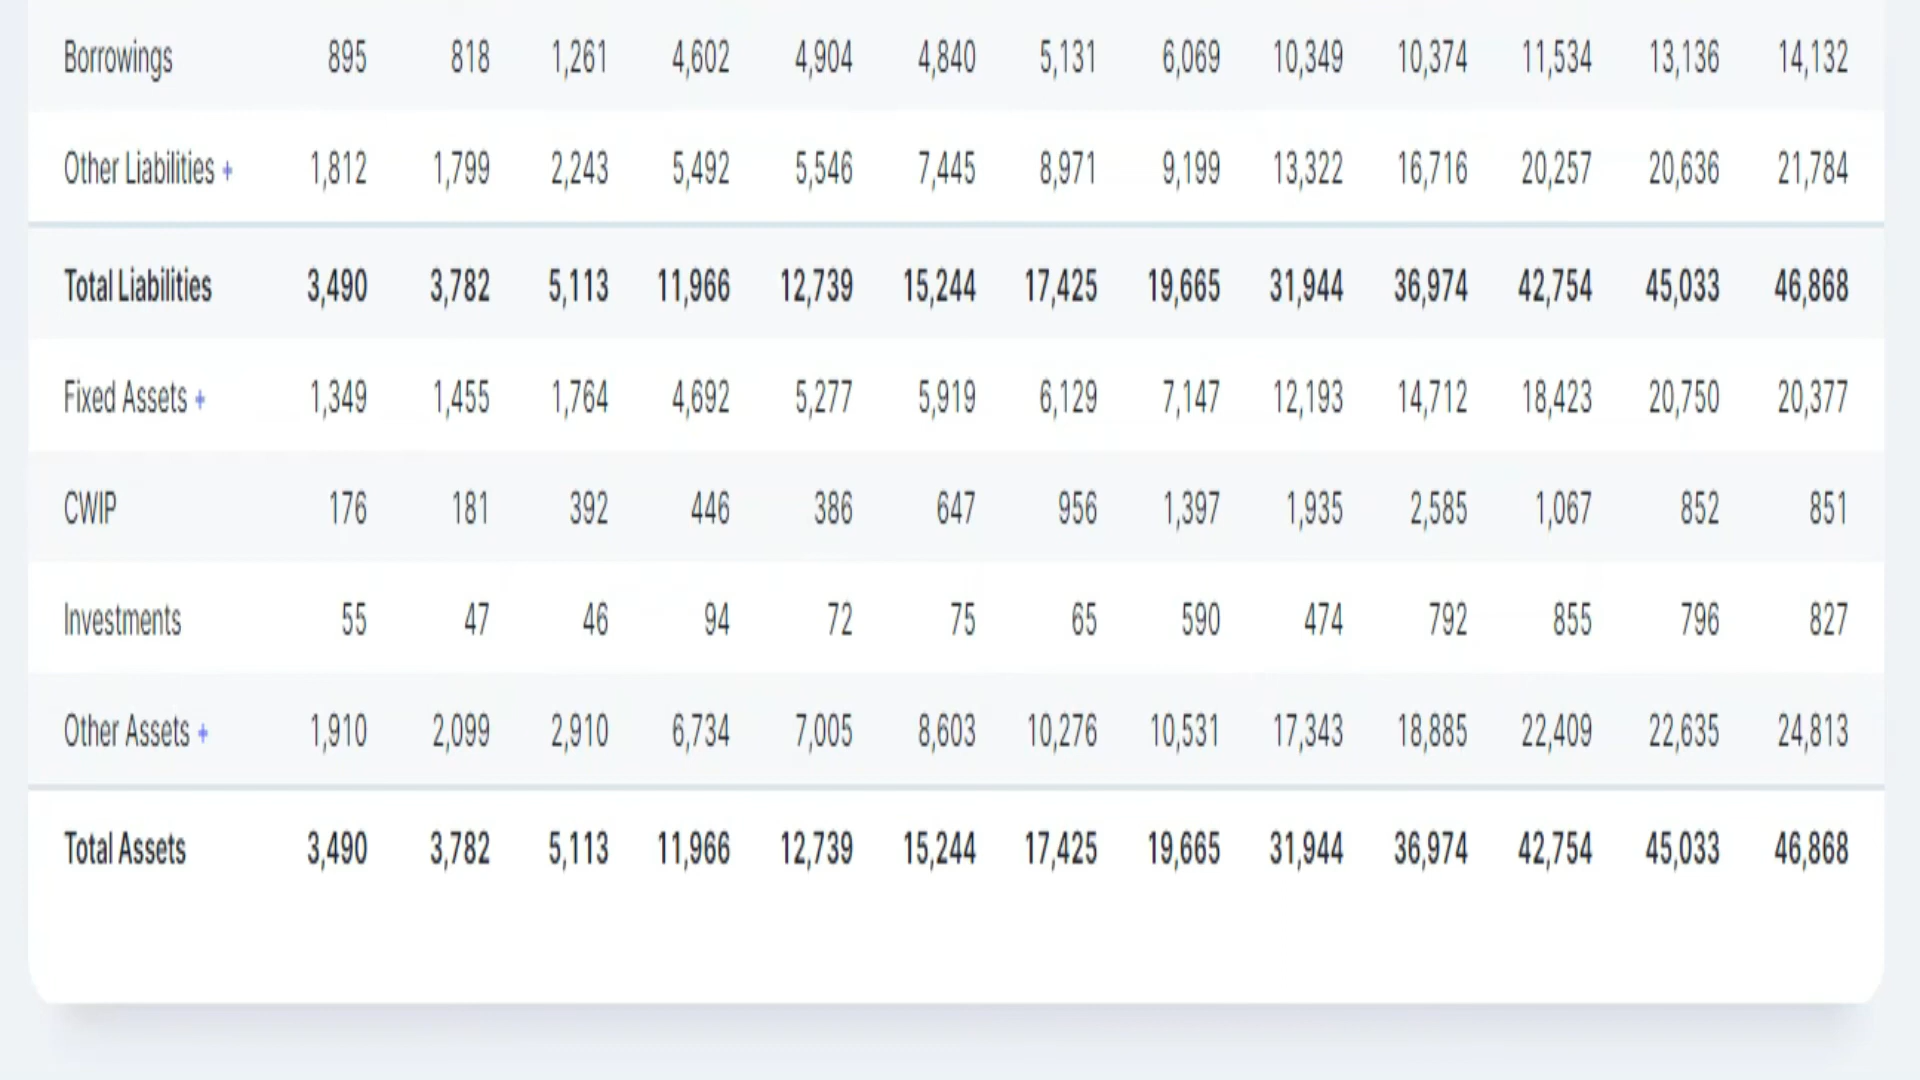 Borrowings 895 818 1,261 4,602 4,904 4,840 5,131 6,069 10,349 10,374 11,534 13,136 14,132
Other Liabilities + 1,812 1,799 2,243 5,492 5,546 7,445 8,971 9,199 13,322 16,716 20,257 20,636 21,784
Total Liabilities 3,490 3,782 5,113 11,966 12,739 15,244 17,425 19,665 31,944 36,974 42,754 45,033 46,868
Fixed Assets + 1,349 1,455 1,764 4,692 5,277 5,919 6,129 7,147 12,193 14,712 18,423 20,750 20,377
CWIP 176 181 392 446 386 647 956 1,397 1,935 2,585 1,067 852 851
Investments 55 47 46 94 72 75 65 590 474 792 855 796 827
Other Assets + 1,910 2,099 2,910 6,734 7,005 8,603 10,276 10,531 17,343 18,885 22,409 22,635 24,813
Total Assets 3,490 3,782 5,113 11,966 12,739 15,244 17,425 19,665 31,944 36,974 42,754 45,033 46,868